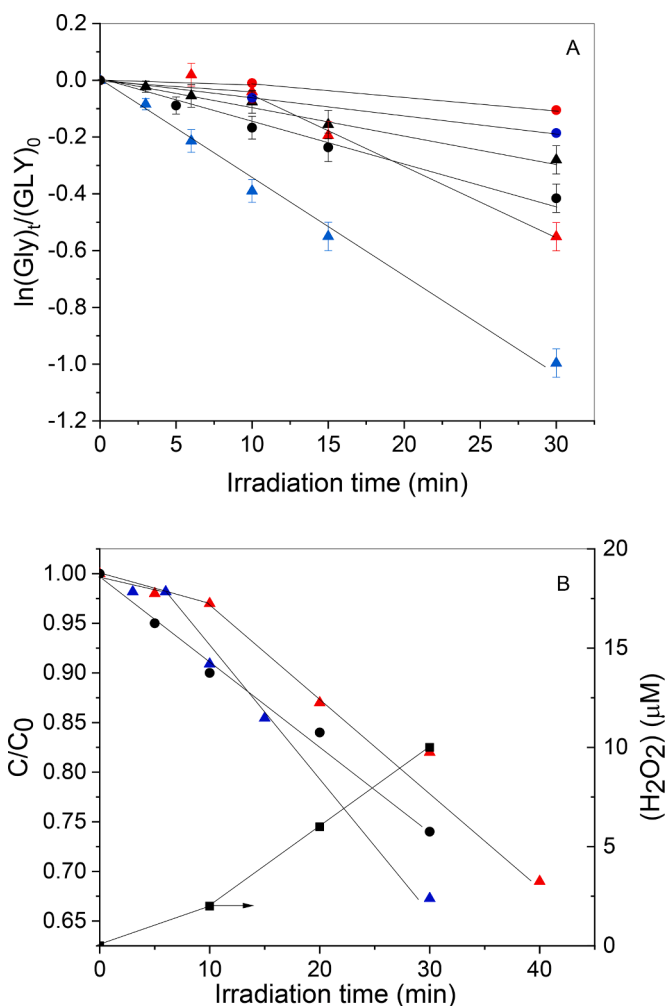 A
0.2
0.0
-0.2
-0.4
-0.6
-0.8
-1.0
-1.2
ln(Gly)t/(GLY)0
0 5 10 15 20 25 30
Irradiation time (min)
B
1.00
0.95
0.90
0.85
0.80
0.75
0.70
0.65
C/C0
20
15
10
5
0
(H2O2) (μM)
0 10 20 30 40
Irradiation time (min)